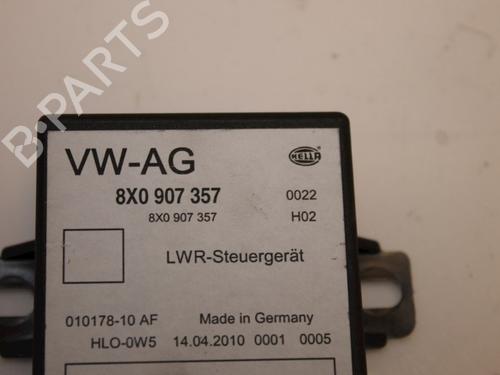 B-PARTS
VW-AG
HELLA
8X0 907 357 0022
8X0 907 357 H02
LWR-Steuergerät
010178-10 AF Made in Germany
HLO-0W5 14.04.2010 0001 0005